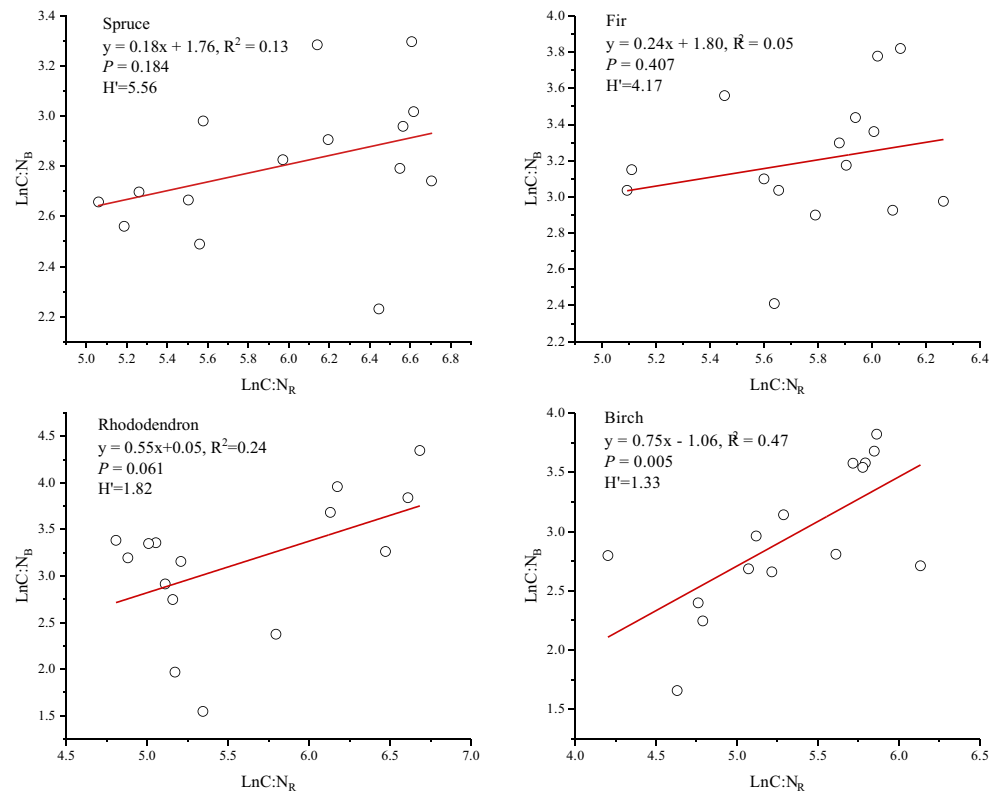 Spruce
y = 0.18x + 1.76, R² = 0.13
P = 0.184
H'=5.56
3.4
3.2
3.0
2.8
2.6
2.4
2.2
LnC:N_B
5.0 5.2 5.4 5.6 5.8 6.0 6.2 6.4 6.6 6.8
LnC:N_R
Fir
y = 0.24x + 1.80, R² = 0.05
P = 0.407
H'=4.17
4.0
3.8
3.6
3.4
3.2
3.0
2.8
2.6
2.4
2.2
LnC:N_B
5.0 5.2 5.4 5.6 5.8 6.0 6.2 6.4
LnC:N_R
Rhododendron
y = 0.55x+0.05, R²=0.24
P = 0.061
H'=1.82
4.5
4.0
3.5
3.0
2.5
2.0
1.5
LnC:N_B
4.5 5.0 5.5 6.0 6.5 7.0
LnC:N_R
Birch
y = 0.75x - 1.06, R² = 0.47
P = 0.005
H'=1.33
4.0
3.5
3.0
2.5
2.0
1.5
LnC:N_B
4.0 4.5 5.0 5.5 6.0 6.5
LnC:N_R